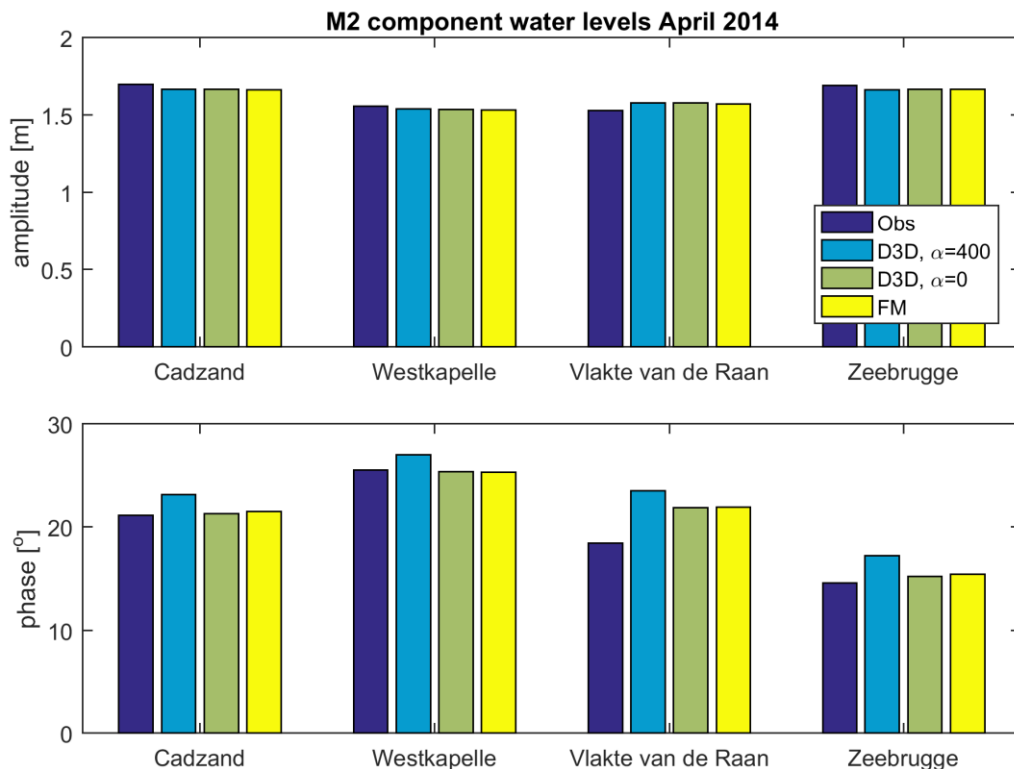 M2 component water levels April 2014
2
1.5
1
0.5
0
amplitude [m]
Obs
D3D, α=400
D3D, α=0
FM
Cadzand Westkapelle Vlakte van de Raan Zeebrugge
30
20
10
0
phase [°]
Cadzand Westkapelle Vlakte van de Raan Zeebrugge